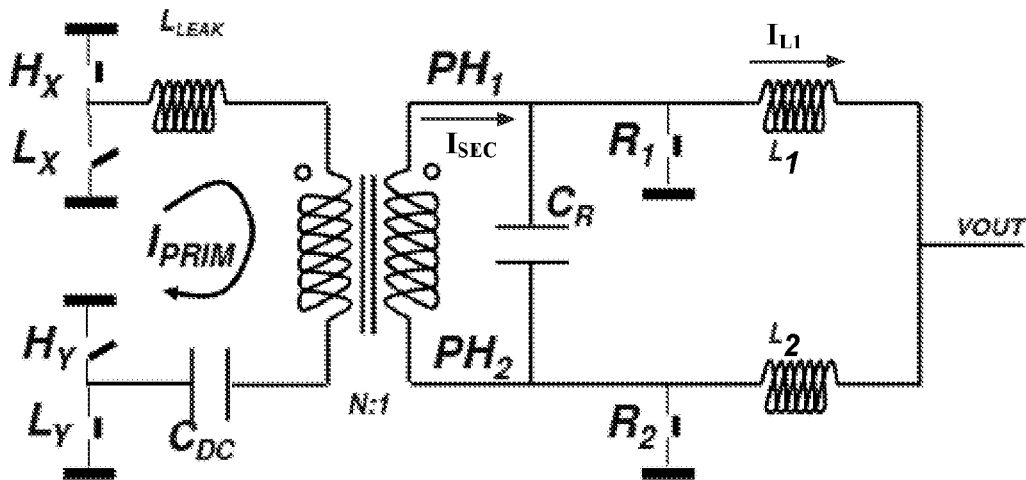 L_LEAK
I_L1
H_X
PH_1
I_SEC
L_X
R_1
L_1
C_R
I_PRIM
VOUT
H_Y
PH_2
L_2
N:1
L_Y
C_DC
R_2